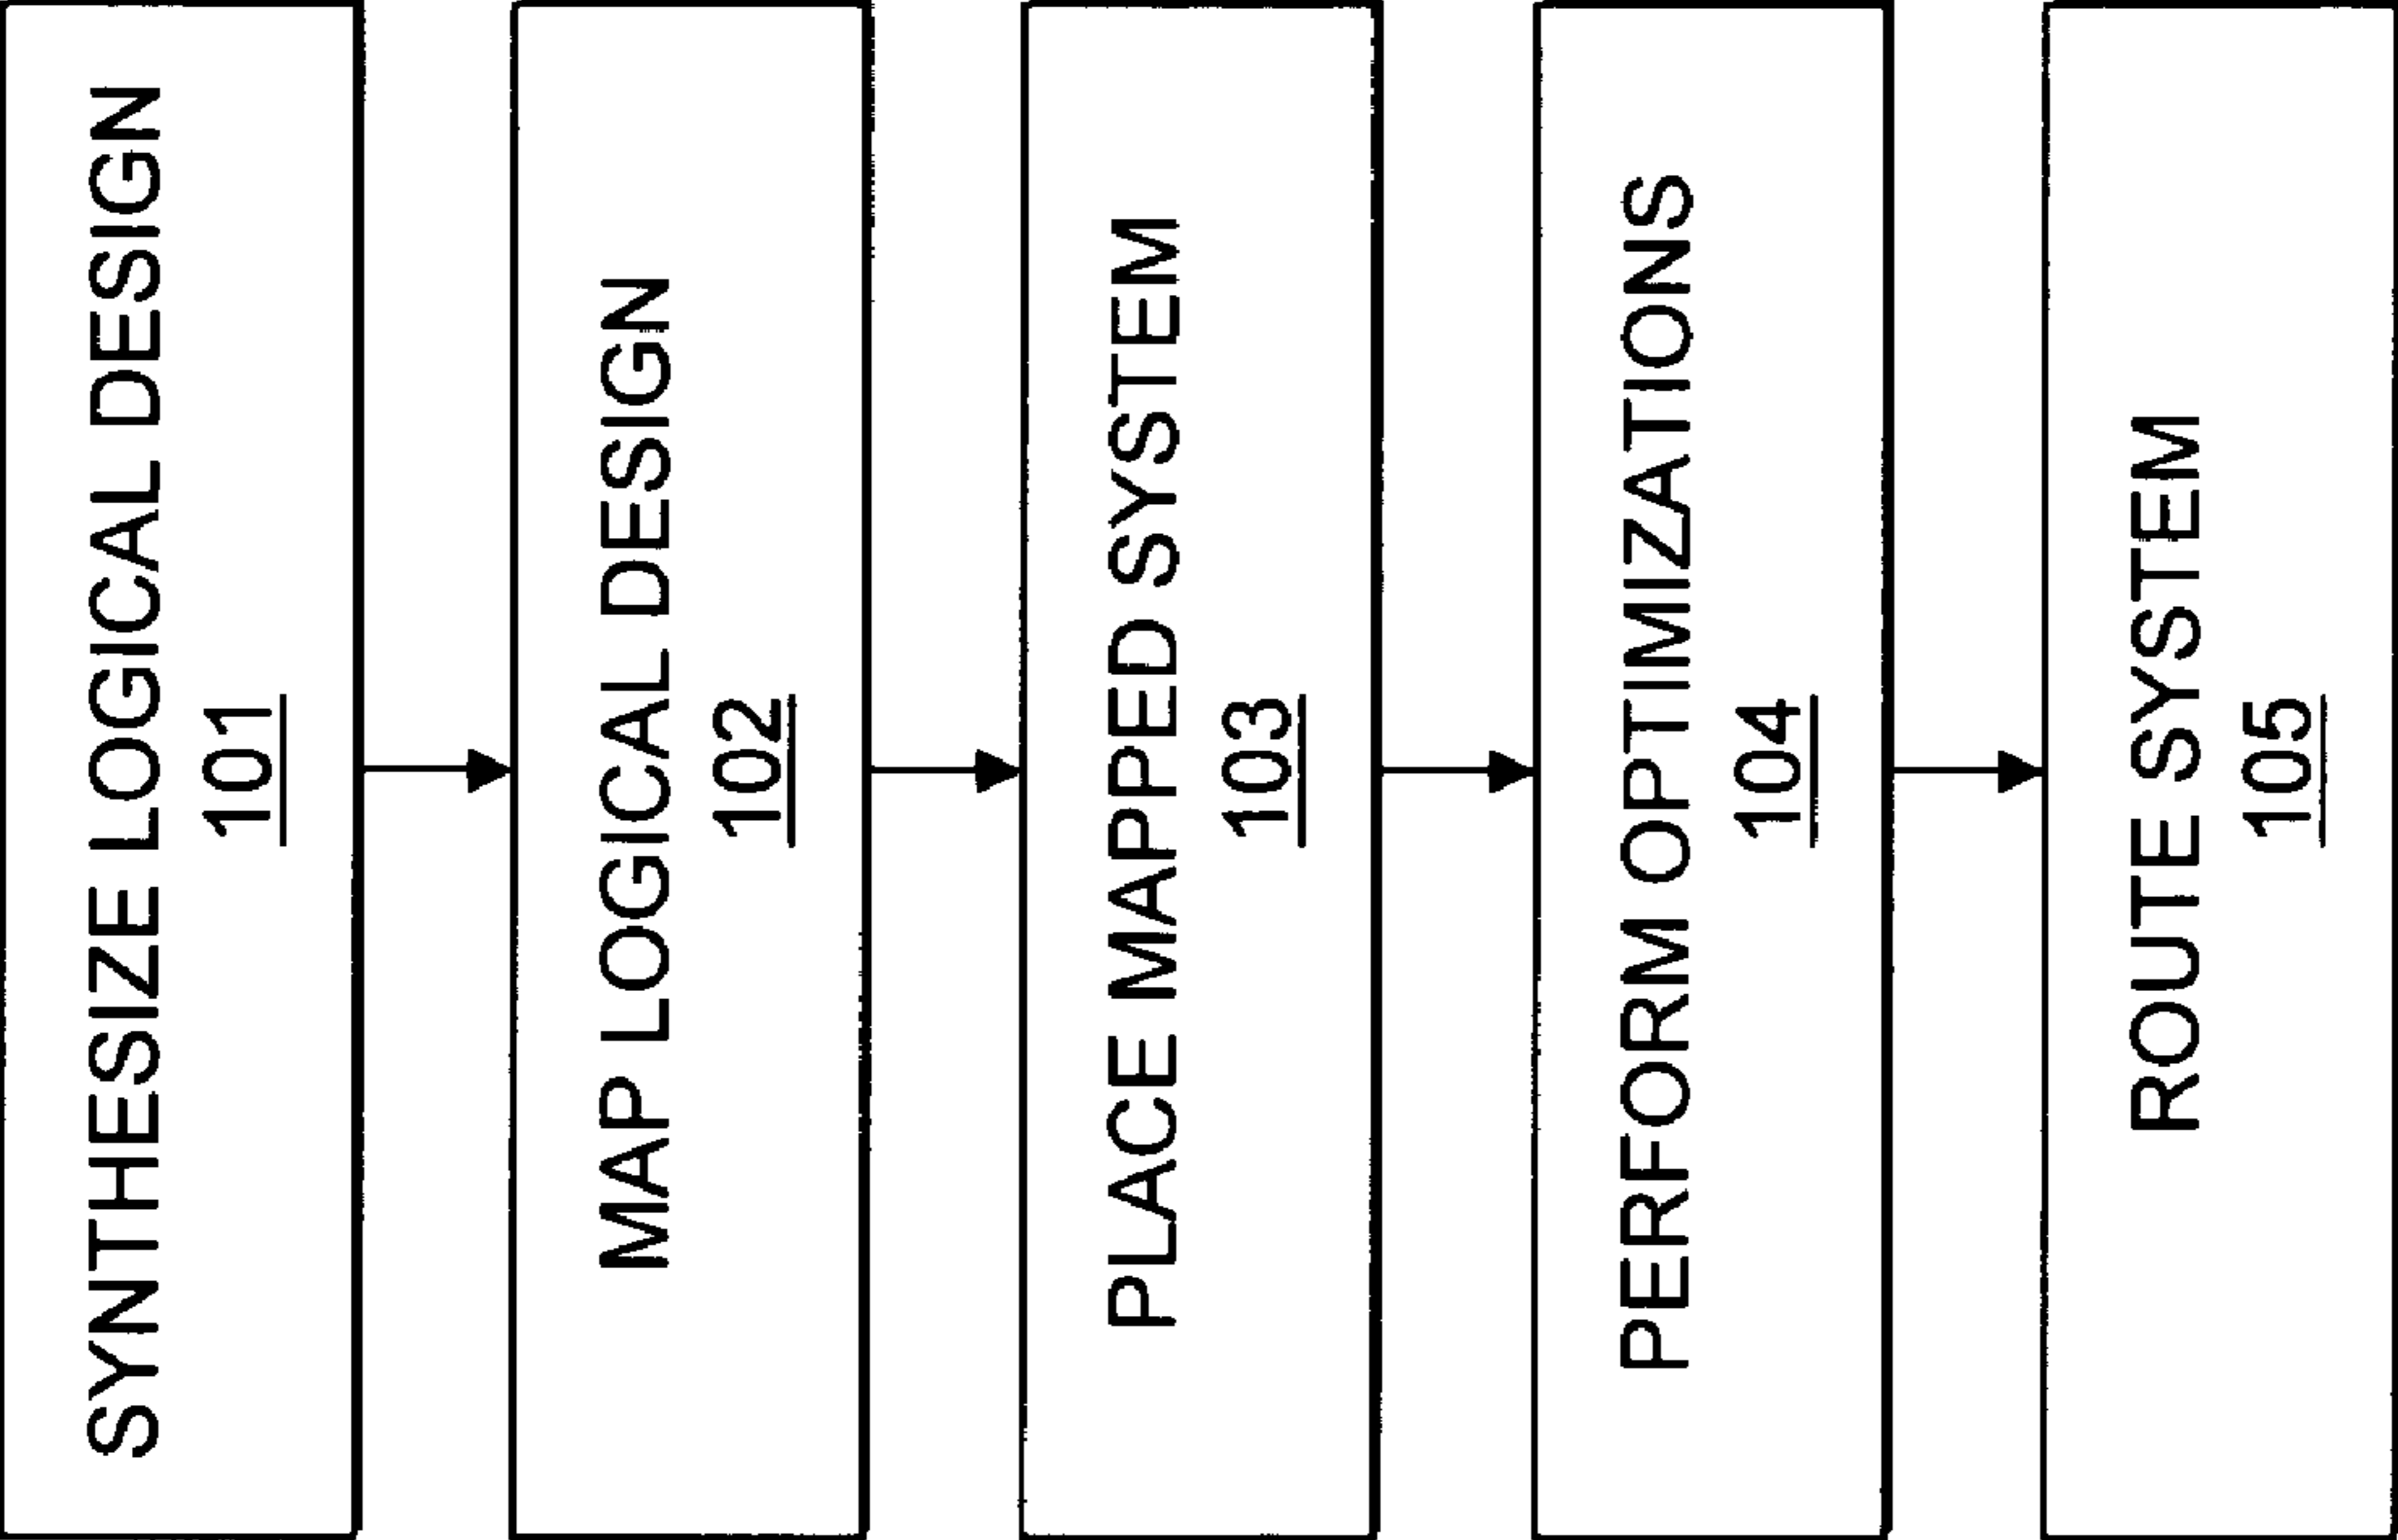 SYNTHESIZE LOGICAL DESIGN
101
MAP LOGICAL DESIGN
102
PLACE MAPPED SYSTEM
103
PERFORM OPTIMIZATIONS
104
ROUTE SYSTEM
105